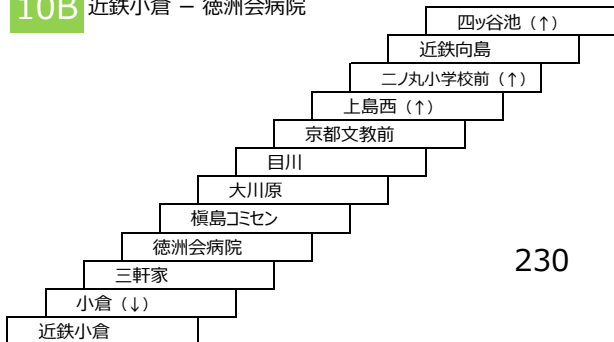 10B 近鉄小倉 － 徳洲会病院
四ッ谷池（↑）
近鉄向島
二ノ丸小学校前（↑）
上島西（↑）
京都文教前
目川
大川原
槇島コミセン
徳洲会病院
230
三軒家
小倉（↓）
近鉄小倉